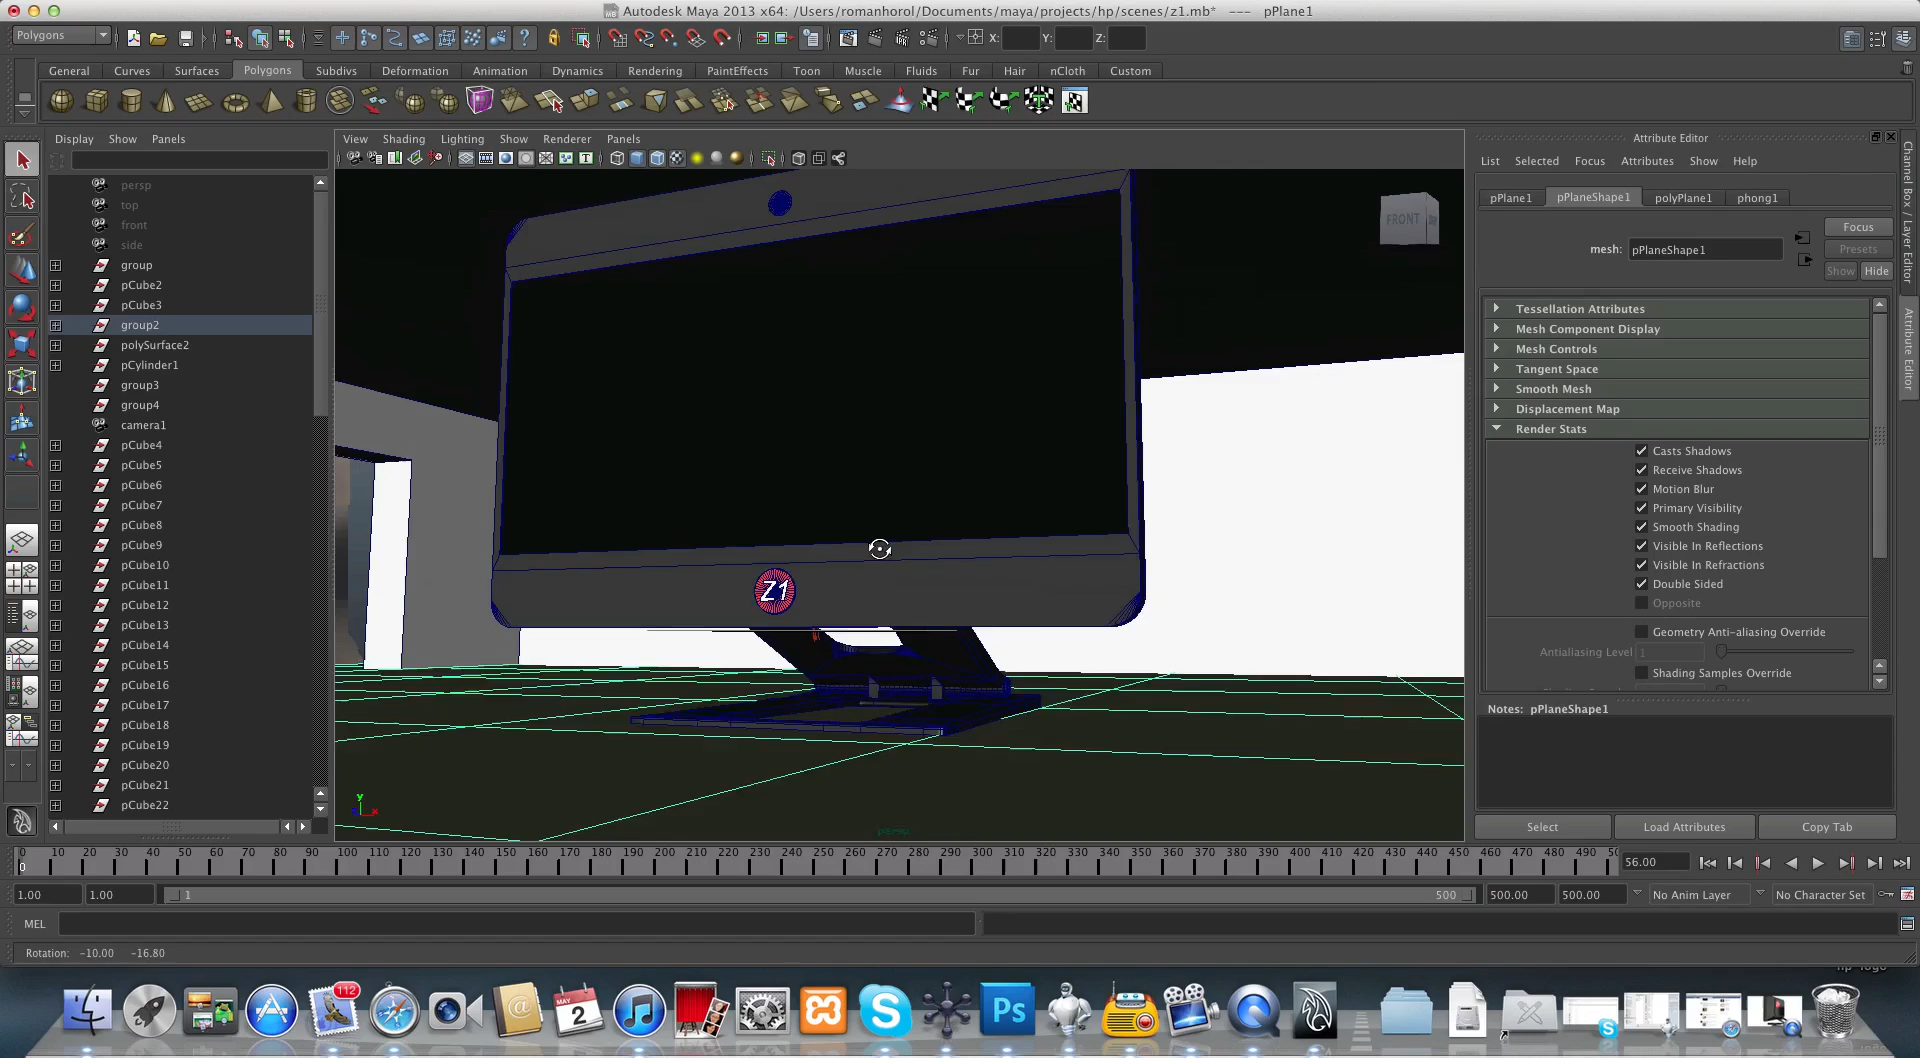 Autodesk Maya 2013 x64: /Users/romanhorol/Documents/maya/projects/hp/scenes/z1.mb*  ---  pPlane1
Polygons
X:
Y:
Z:
General Curves Surfaces Polygons Subdivs Deformation Animation Dynamics Rendering PaintEffects Toon Muscle Fluids Fur Hair nCloth Custom
Display Show Panels
View Shading Lighting Show Renderer Panels
persp
top
front
side
group
pCube2
pCube3
group2
polySurface2
pCylinder1
group3
group4
camera1
pCube4
pCube5
pCube6
pCube7
pCube8
pCube9
pCube10
pCube11
pCube12
pCube13
pCube14
pCube15
pCube16
pCube17
pCube18
pCube19
pCube20
pCube21
pCube22
FRONT
Z1
y
x
persp
Attribute Editor
List Selected Focus Attributes Show Help
pPlane1 pPlaneShape1 polyPlane1 phong1
mesh: pPlaneShape1
Focus
Presets
Show Hide
Tessellation Attributes
Mesh Component Display
Mesh Controls
Tangent Space
Smooth Mesh
Displacement Map
Render Stats
Casts Shadows
Receive Shadows
Motion Blur
Primary Visibility
Smooth Shading
Visible In Reflections
Visible In Refractions
Double Sided
Opposite
Geometry Anti-aliasing Override
Antialiasing Level 1
Shading Samples Override
Notes: pPlaneShape1
Select Load Attributes Copy Tab
Channel Box / Layer Editor
Attribute Editor
0 10 20 30 40 50 60 70 80 90 100 110 120 130 140 150 160 170 180 190 200 210 220 230 240 250 260 270 280 290 300 310 320 330 340 350 360 370 380 390 400 410 420 430 440 450 460 470 480 490
0
56.00
1.00 1.00 1 500 500.00 500.00 No Anim Layer No Character Set
MEL
Rotation: -10.00 -16.80
112
MAY
2
Ps